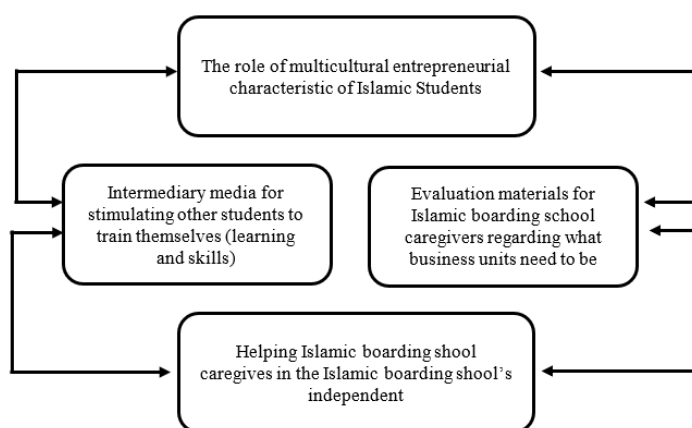 The role of multicultural entrepreneurial
characteristic of Islamic Students
Intermediary media for
stimulating other students to
train themselves (learning
and skills)
Evaluation materials for
Islamic boarding school
caregivers regarding what
business units need to be
Helping Islamic boarding shool
caregives in the Islamic boarding shool’s
independent